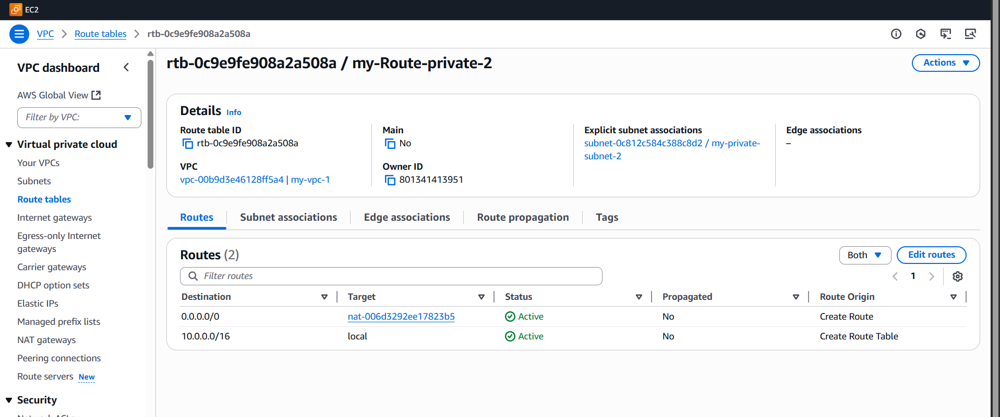 EC2
VPC > Route tables > rtb-0c9e9fe908a2a508a
VPC dashboard
AWS Global View
Filter by VPC:
Virtual private cloud
Your VPCs
Subnets
Route tables
Internet gateways
Egress-only Internet
gateways
Carrier gateways
DHCP option sets
Elastic IPs
Managed prefix lists
NAT gateways
Peering connections
Route servers New
Security
rtb-0c9e9fe908a2a508a / my-Route-private-2
Actions
Details Info
Route table ID
rtb-0c9e9fe908a2a508a
VPC
vpc-00b9d3e46128ff5a4 | my-vpc-1
Main
No
Owner ID
801341413951
Explicit subnet associations
subnet-0c812c584c388c8d2 / my-private-
subnet-2
Edge associations
–
Routes Subnet associations Edge associations Route propagation Tags
Routes (2)
Both
Edit routes
Filter routes
1
Destination Target Status Propagated Route Origin
0.0.0.0/0 nat-006d3292ee17823b5 Active No Create Route
10.0.0.0/16 local Active No Create Route Table